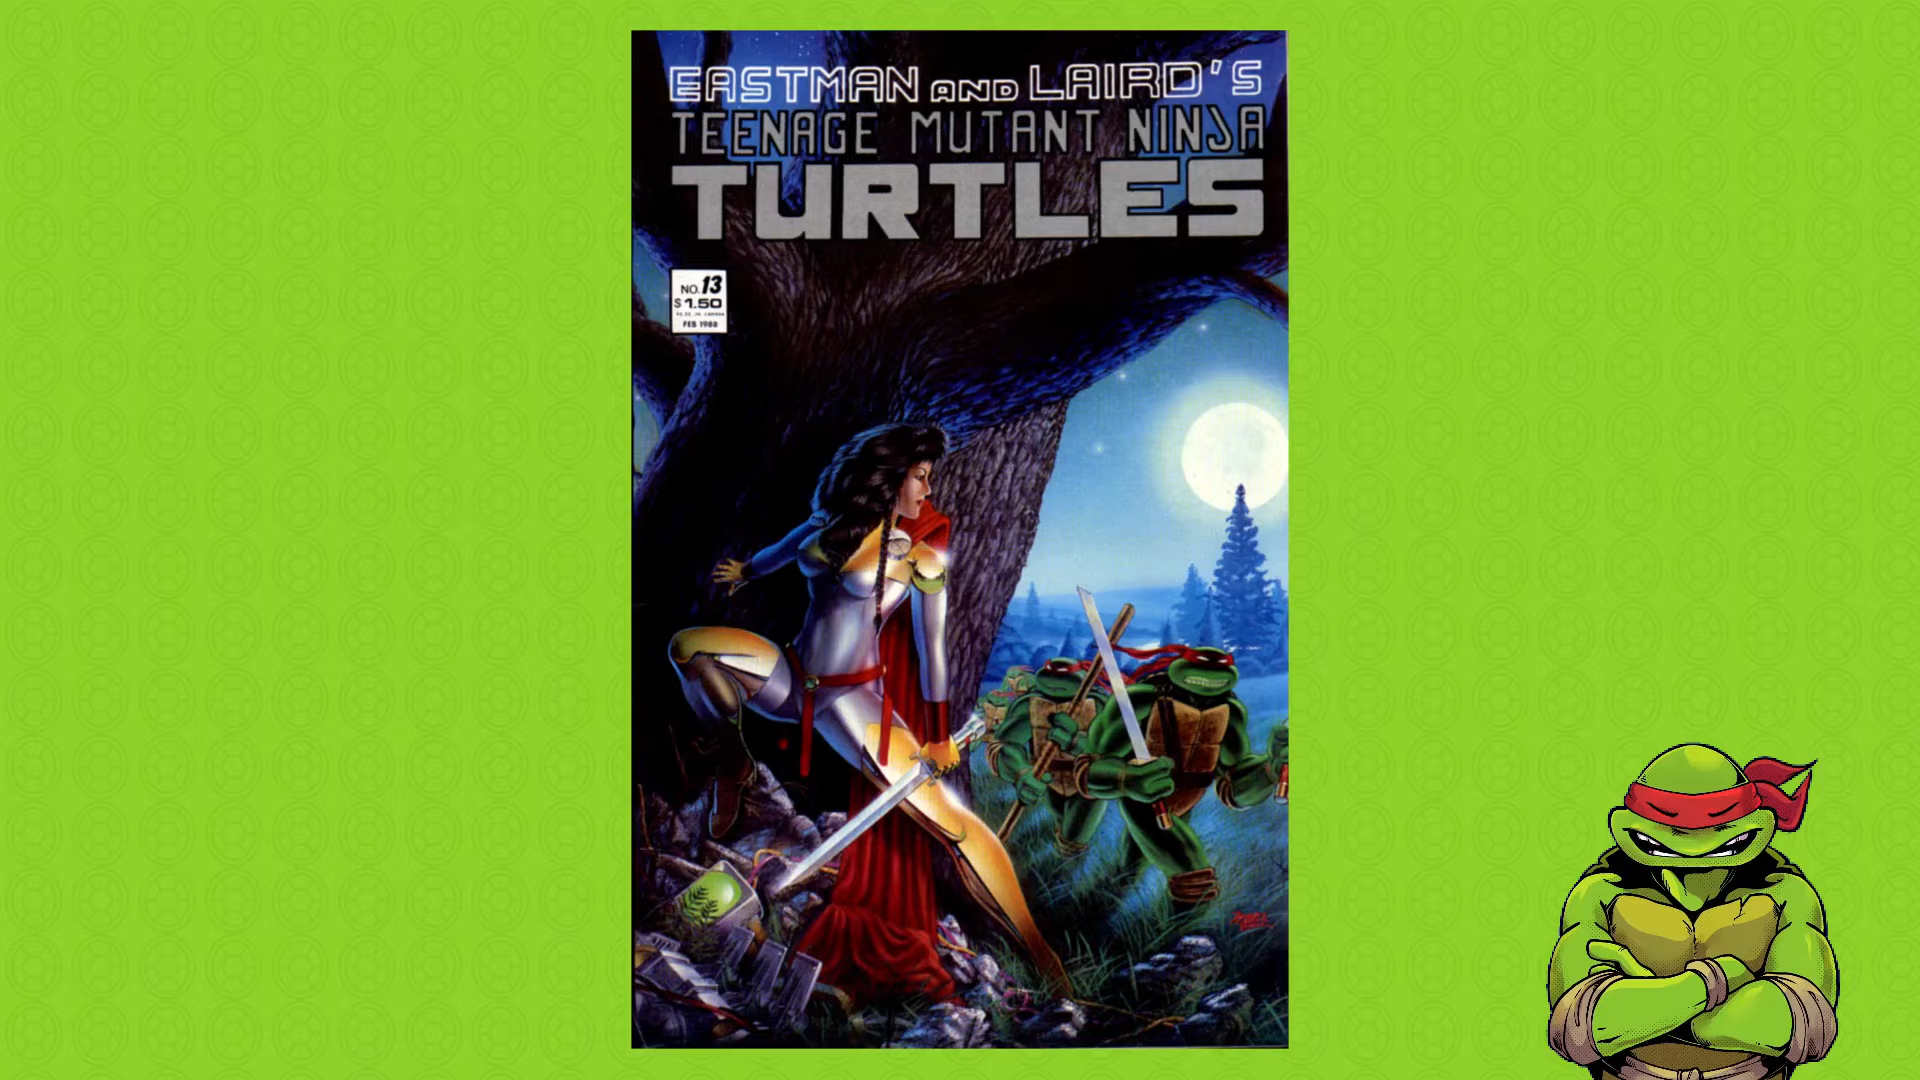 EASTMAN AND LAIRD'S
TEENAGE MUTANT NINJA
TURTLES
NO. 13
$1.50
FEB 1988